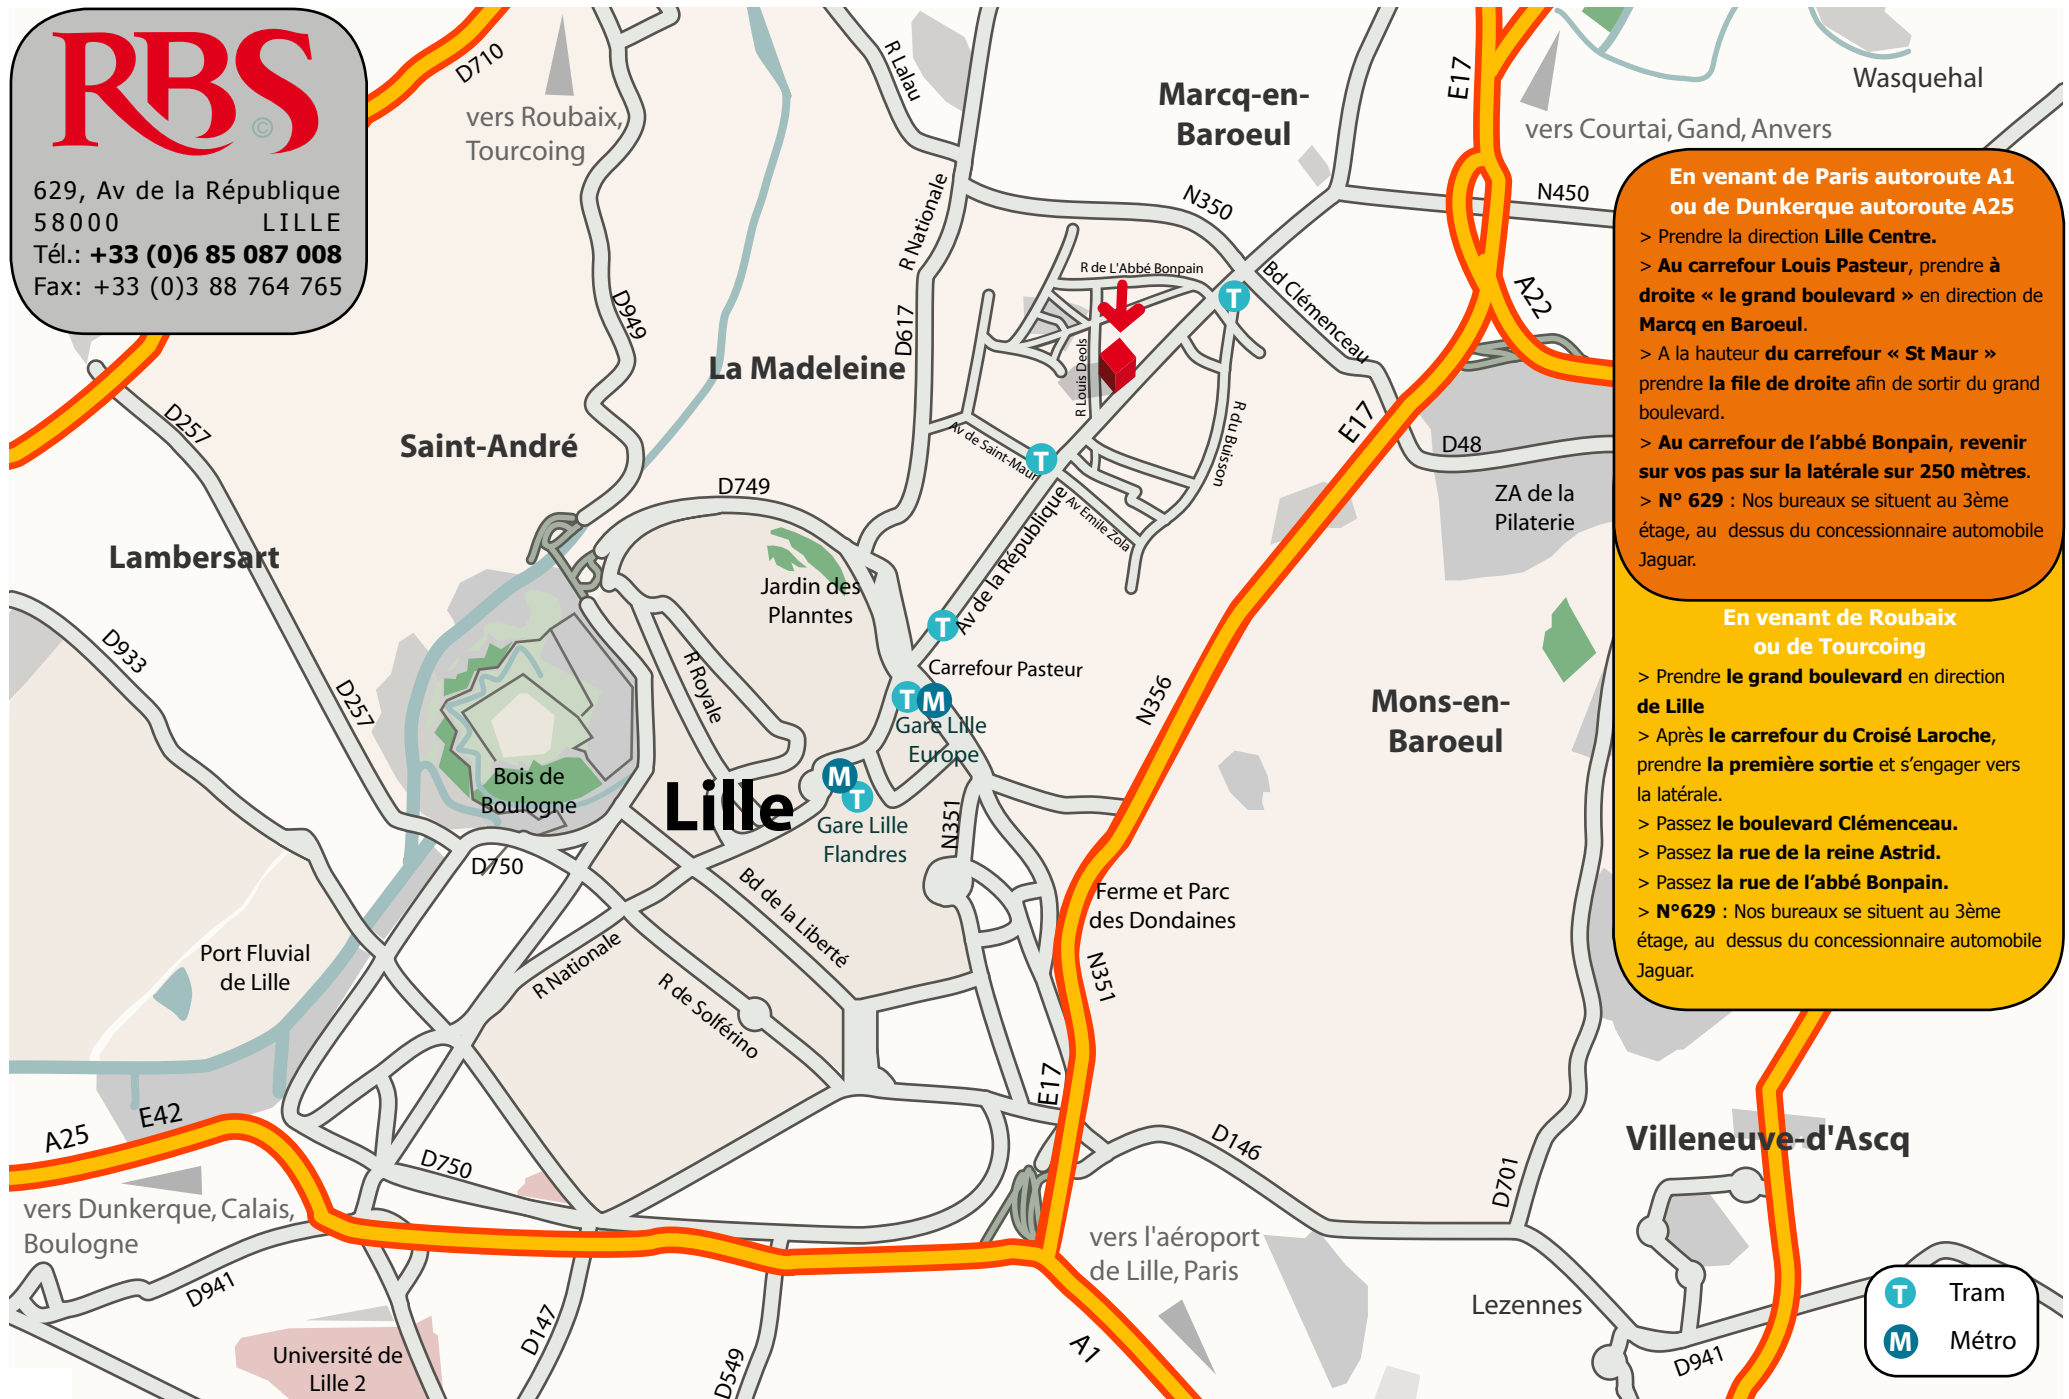 RBS
©
629, Av de la République
58000 LILLE
Tél.: +33 (0)6 85 087 008
Fax: +33 (0)3 88 764 765
D710
vers Roubaix,
Tourcoing
R Lalau
Marcq-en-
Baroeul
E17
vers Courtai, Gand, Anvers
Wasquehal
N350
N450
R Nationale
R de L'Abbé Bonpain
T
Bd Clémenceau
A22
D949
D617
La Madeleine
R Louis Deols
R du Buisson
E17
D48
D257
Saint-André
Av de Saint-Maur
T
Av Emile Zola
D749
Av de la République
ZA de la
Pilaterie
Lambersart
Jardin des
Planntes
T
Carrefour Pasteur
D933
D257
R Royale
T
M
Gare Lille
Europe
N356
Mons-en-
Baroeul
Bois de
Boulogne
Lille
M
T
Gare Lille
Flandres
N351
D750
Bd de la Liberté
Ferme et Parc
des Dondaines
Port Fluvial
de Lille
R Nationale
R de Solférino
N351
E17
A25
E42
D750
D146
D701
Villeneuve-d'Ascq
vers Dunkerque, Calais,
Boulogne
D941
vers l'aéroport
de Lille, Paris
Lezennes
D147
D549
A1
D941
Université de
Lille 2
En venant de Paris autoroute A1
ou de Dunkerque autoroute A25
> Prendre la direction Lille Centre.
> Au carrefour Louis Pasteur, prendre à
droite « le grand boulevard » en direction de
Marcq en Baroeul.
> A la hauteur du carrefour « St Maur »
prendre la file de droite afin de sortir du grand
boulevard.
> Au carrefour de l'abbé Bonpain, revenir
sur vos pas sur la latérale sur 250 mètres.
> N° 629 : Nos bureaux se situent au 3ème
étage, au dessus du concessionnaire automobile
Jaguar.
En venant de Roubaix
ou de Tourcoing
> Prendre le grand boulevard en direction
de Lille
> Après le carrefour du Croisé Laroche,
prendre la première sortie et s'engager vers
la latérale.
> Passez le boulevard Clémenceau.
> Passez la rue de la reine Astrid.
> Passez la rue de l'abbé Bonpain.
> N°629 : Nos bureaux se situent au 3ème
étage, au dessus du concessionnaire automobile
Jaguar.
T Tram
M Métro